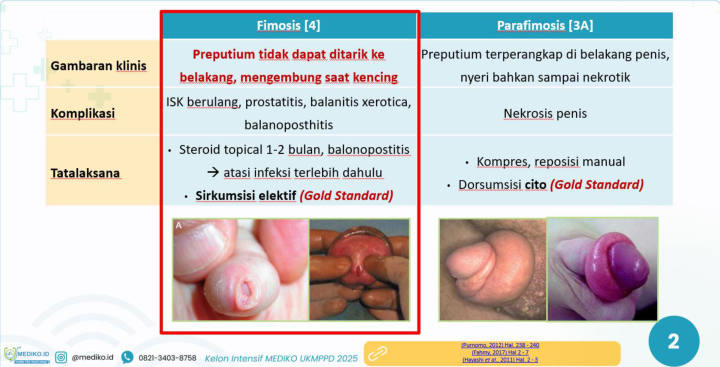 Fimosis [4]
Parafimosis [3A]
Gambaran klinis
Preputium tidak dapat ditarik ke
belakang, mengembung saat kencing
Preputium terperangkap di belakang penis,
nyeri bahkan sampai nekrotik
Komplikasi
ISK berulang, prostatitis, balanitis xerotica,
balanoposthitis
Nekrosis penis
Tatalaksana
• Steroid topical 1-2 bulan, balonopostitis
→ atasi infeksi terlebih dahulu
• Sirkumsisi elektif (Gold Standard)
• Kompres, reposisi manual
• Dorsumsisi cito (Gold Standard)
A
2
MEDIKO.ID
@mediko.id
0821-3403-8758
Kelon Intensif MEDIKO UKMPPD 2025
(Purnomo, 2012) Hal. 238 - 240
(Fahmy, 2017) Hal 2 - 7
(Hayashi et al., 2011) Hal. 2 - 3